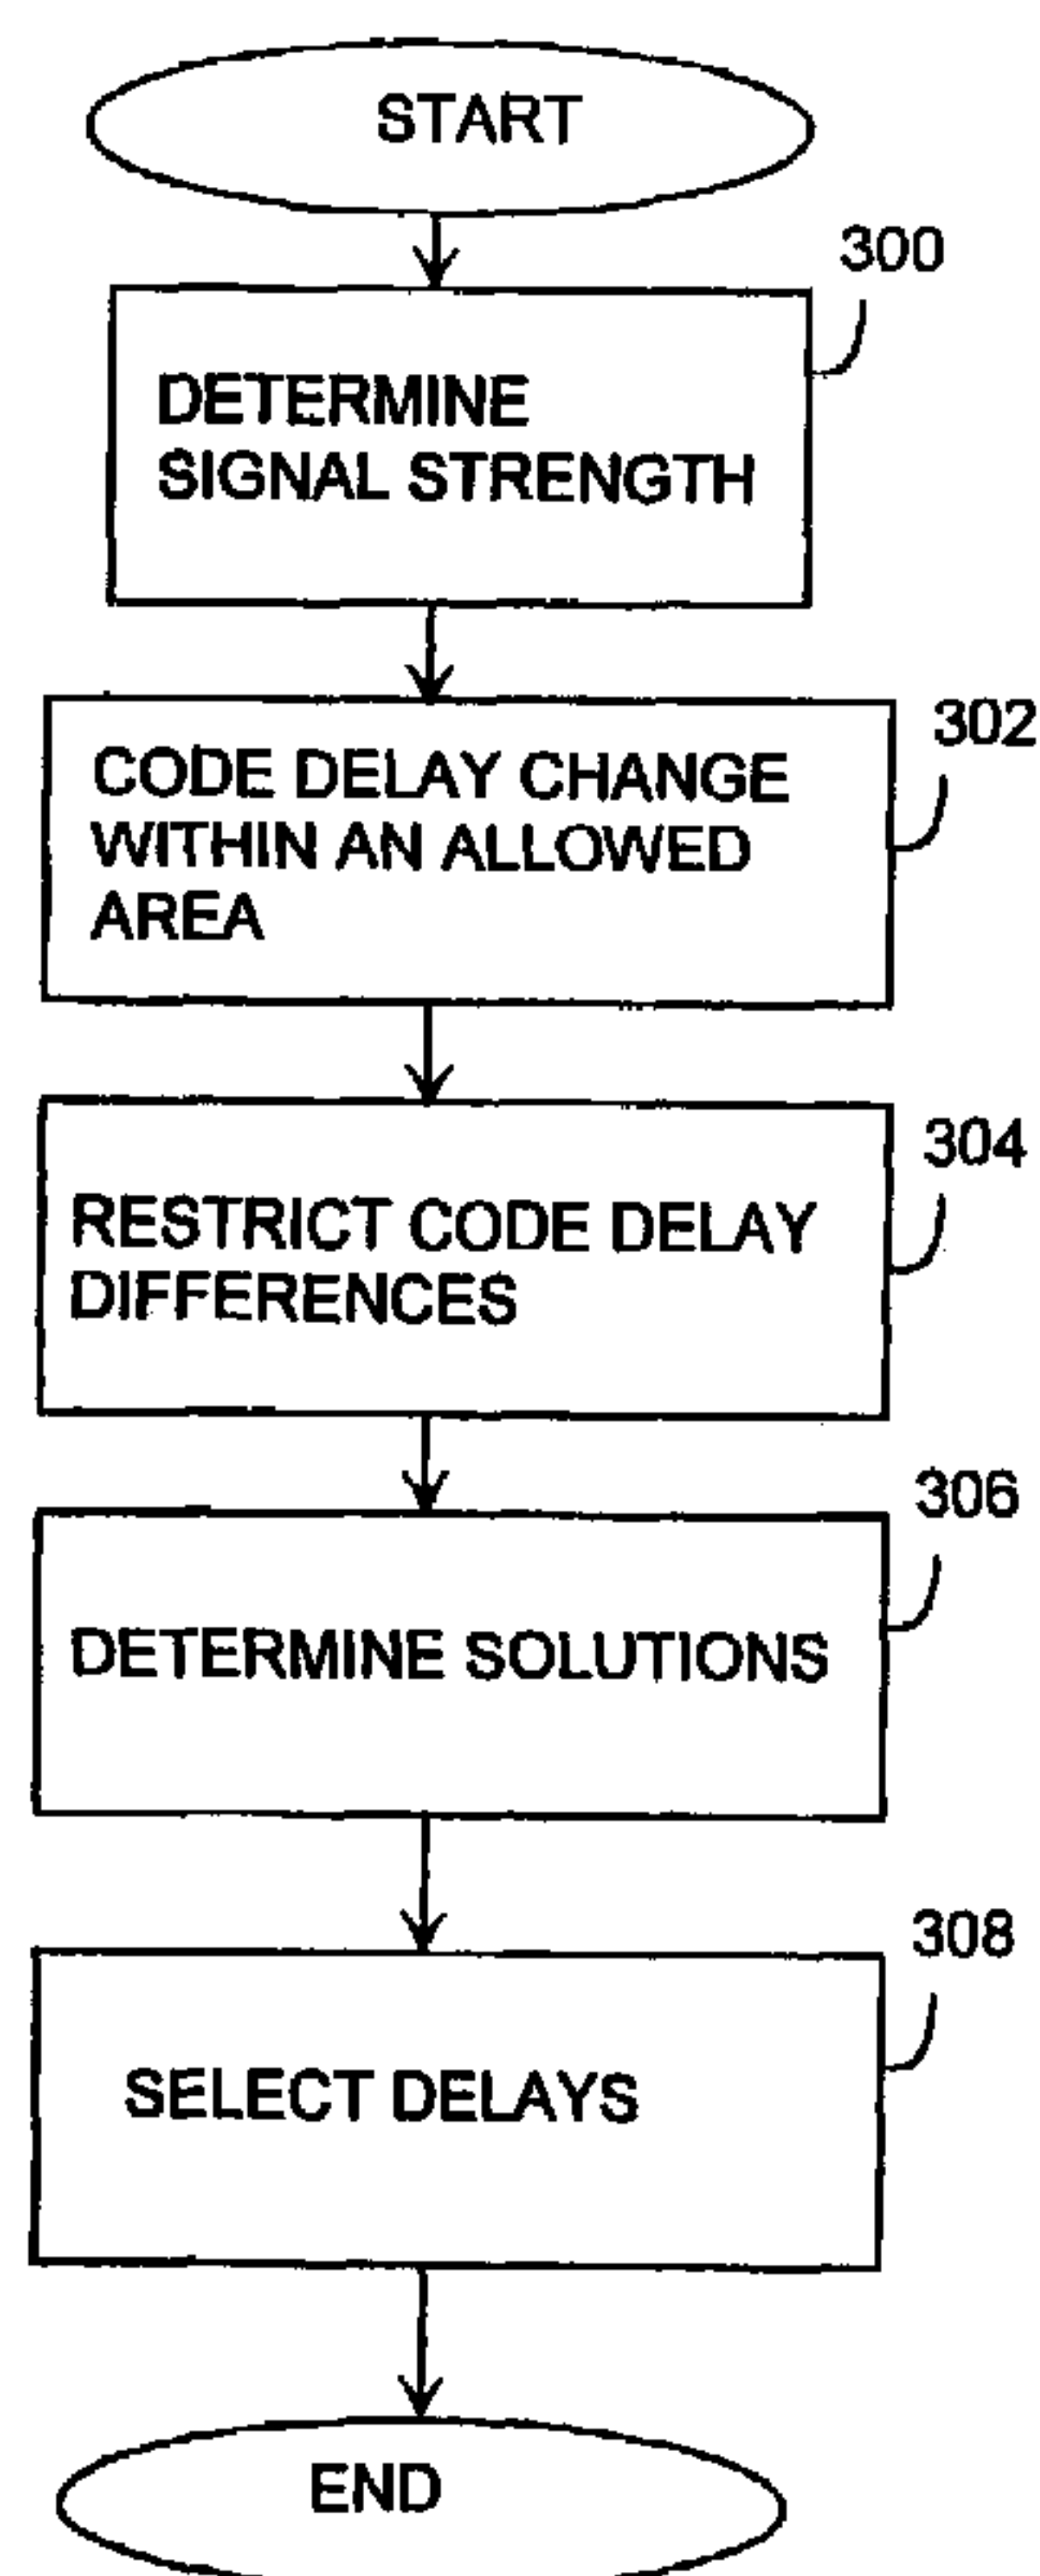 START
300
DETERMINE
SIGNAL STRENGTH
302
CODE DELAY CHANGE
WITHIN AN ALLOWED
AREA
304
RESTRICT CODE DELAY
DIFFERENCES
306
DETERMINE SOLUTIONS
308
SELECT DELAYS
END